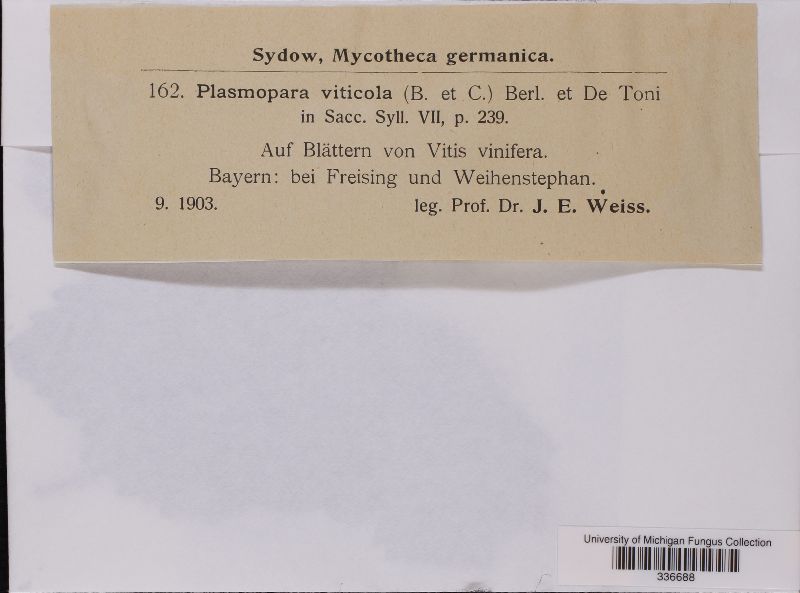 Sydow, Mycotheca germanica.
162. Plasmopara viticola (B. et C.) Berl. et De Toni
in Sacc. Syll. VII, p. 239.
Auf Blättern von Vitis vinifera.
Bayern: bei Freising und Weihenstephan.
9. 1903. leg. Prof. Dr. J. E. Weiss.
University of Michigan Fungus Collection
336688